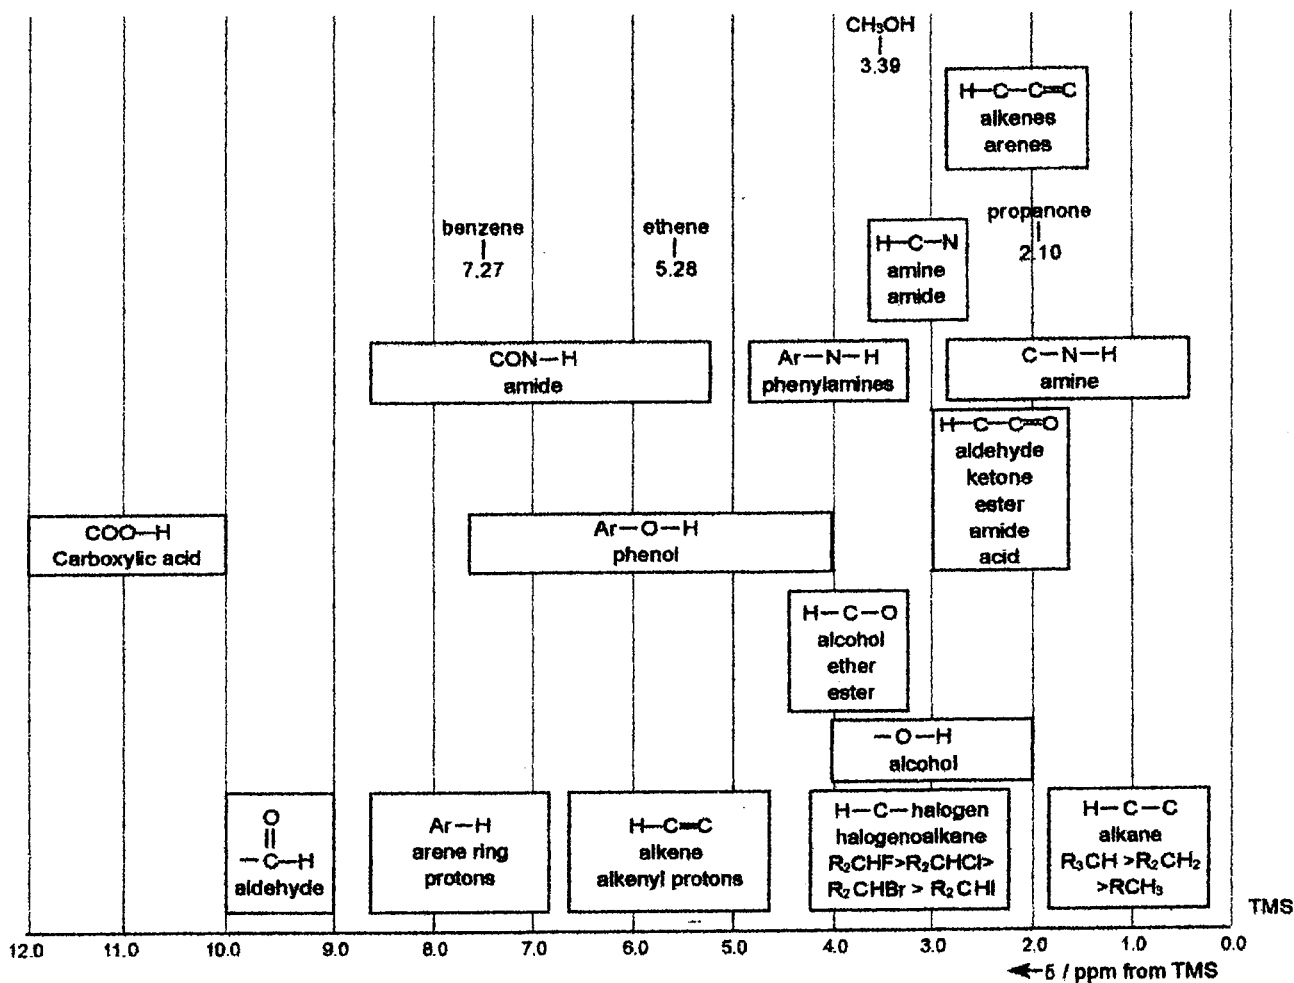 CH₃OH
3.39
H—C—C=C
alkenes
arenes
benzene
7.27
ethene
5.28
H—C—N
amine
amide
propanone
2.10
CON—H
amide
Ar—N—H
phenylamines
C—N—H
amine
H—C—C=O
aldehyde
ketone
ester
amide
acid
COO—H
Carboxylic acid
Ar—O—H
phenol
H—C—O
alcohol
ether
ester
—O—H
alcohol
O
—C—H
aldehyde
Ar—H
arene ring
protons
H—C=C
alkene
alkenyl protons
H—C—halogen
halogenoalkane
R₂CHF>R₂CHCl>
R₂CHBr > R₂CHI
H—C—C
alkane
R₃CH >R₂CH₂
>RCH₃
TMS
12.0 11.0 10.0 9.0 8.0 7.0 6.0 5.0 4.0 3.0 2.0 1.0 0.0
δ / ppm from TMS